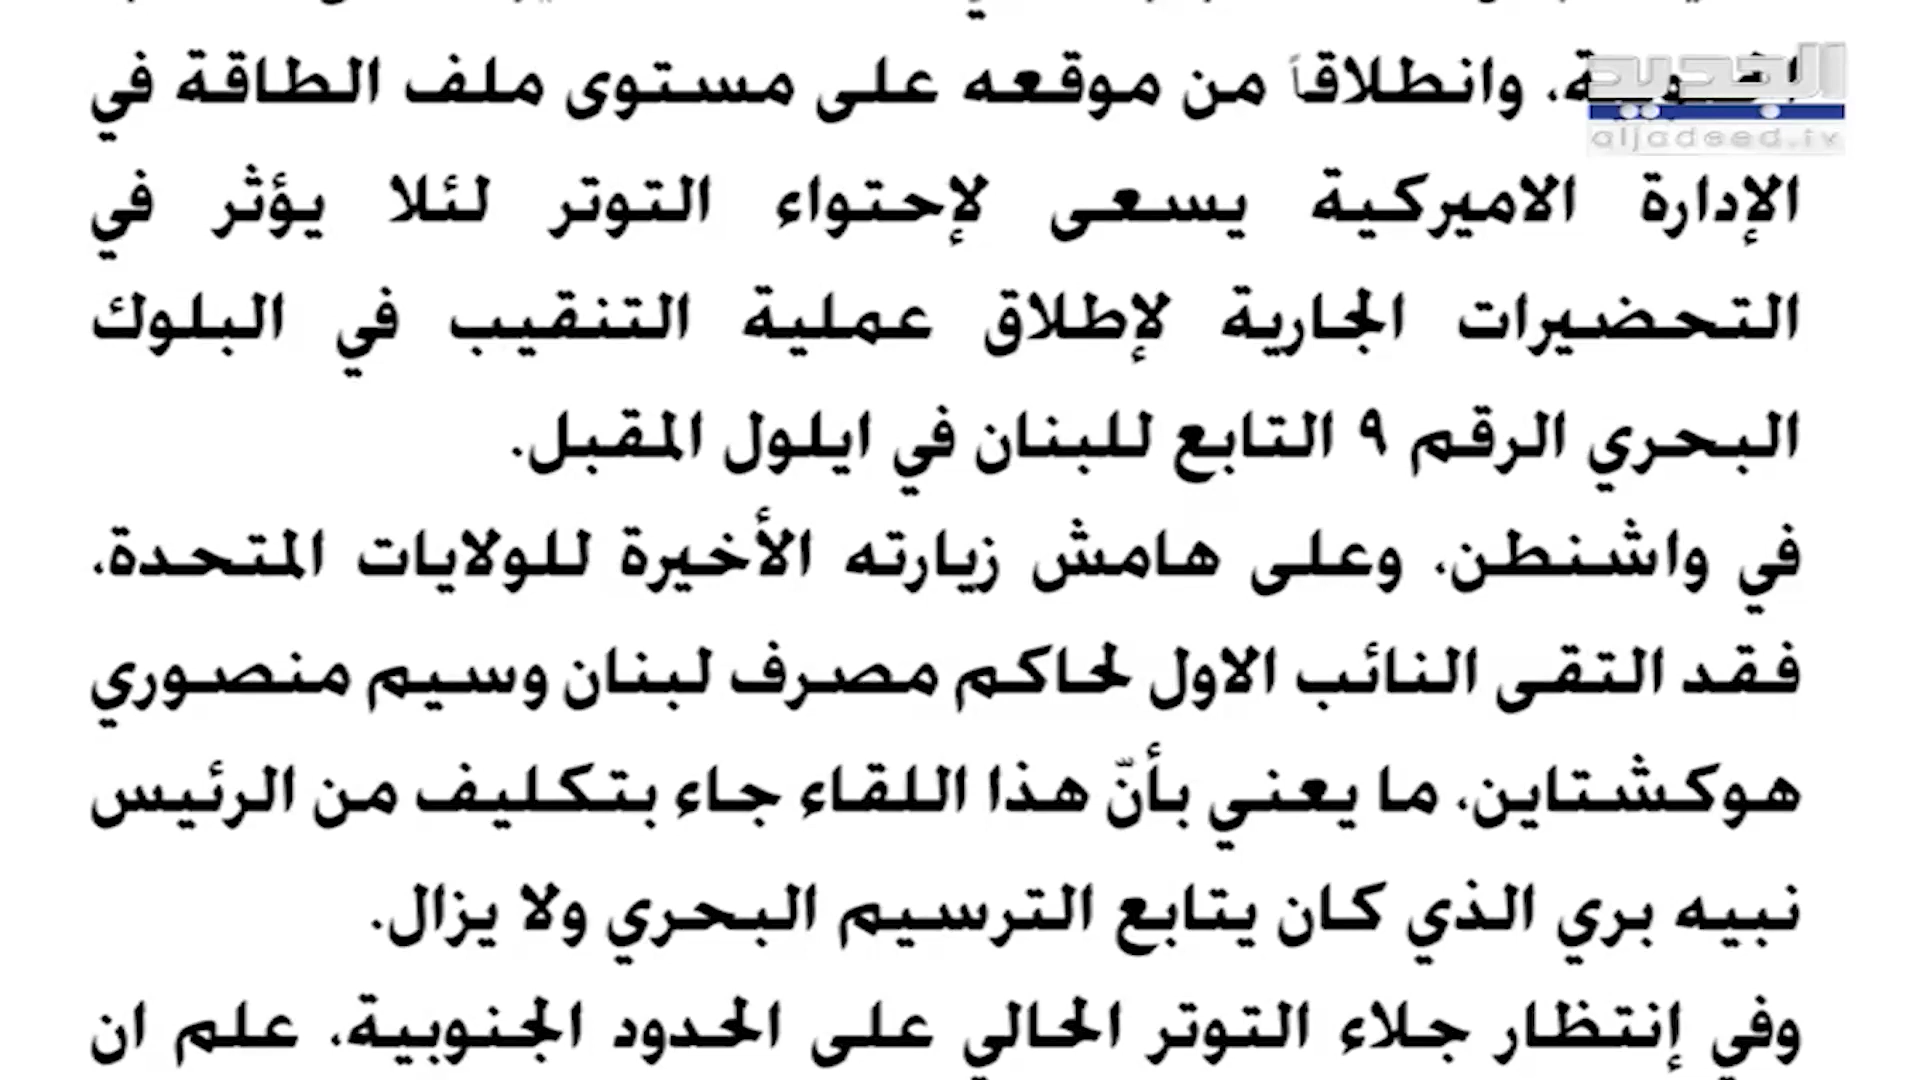 الجديد
aljadeed.tv
وانطلاقاً من موقعه على مستوى ملف الطاقة في
الإدارة الاميركية يسعى لإحتواء التوتر لئلا يؤثر في
التحضيرات الجارية لإطلاق عملية التنقيب في البلوك
البحري الرقم ٩ التابع للبنان في ايلول المقبل.
في واشنطن، وعلى هامش زيارته الأخيرة للولايات المتحدة،
فقد التقى النائب الاول لحاكم مصرف لبنان وسيم منصوري
هوكشتاين، ما يعني بأنّ هذا اللقاء جاء بتكليف من الرئيس
نبيه بري الذي كان يتابع الترسيم البحري ولا يزال.
وفي إنتظار جلاء التوتر الحالي على الحدود الجنوبية، علم ان